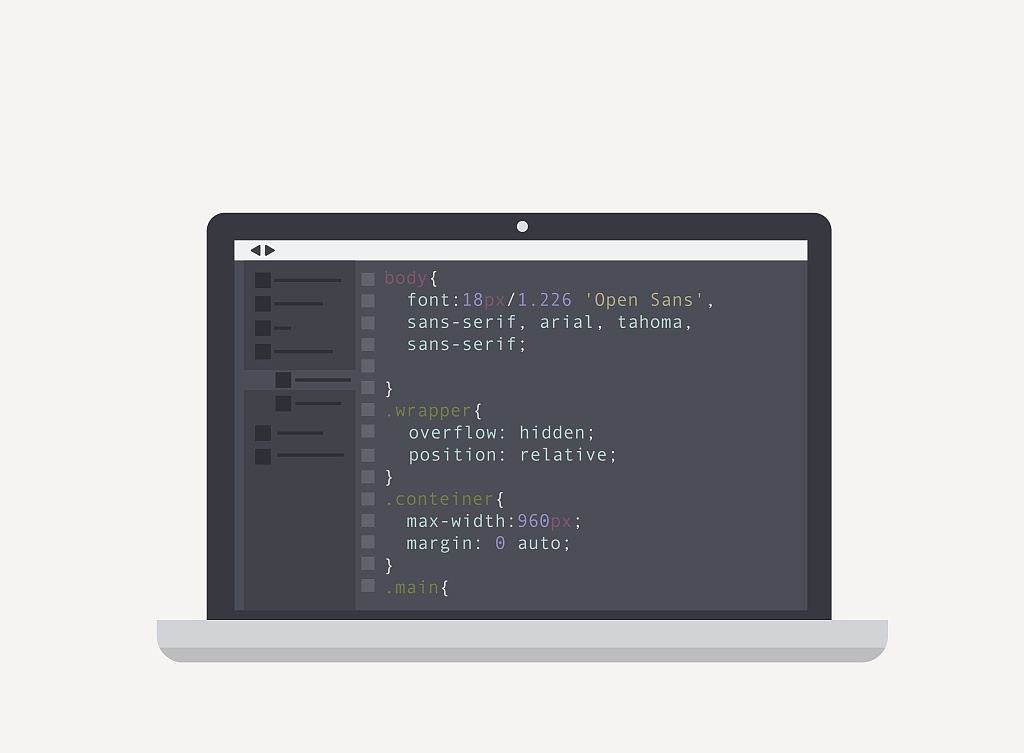 body{
font:18px/1.226 'Open Sans',
sans-serif, arial, tahoma,
sans-serif;
}
.wrapper{
overflow: hidden;
position: relative;
}
.conteiner{
max-width:960px;
margin: 0 auto;
}
.main{